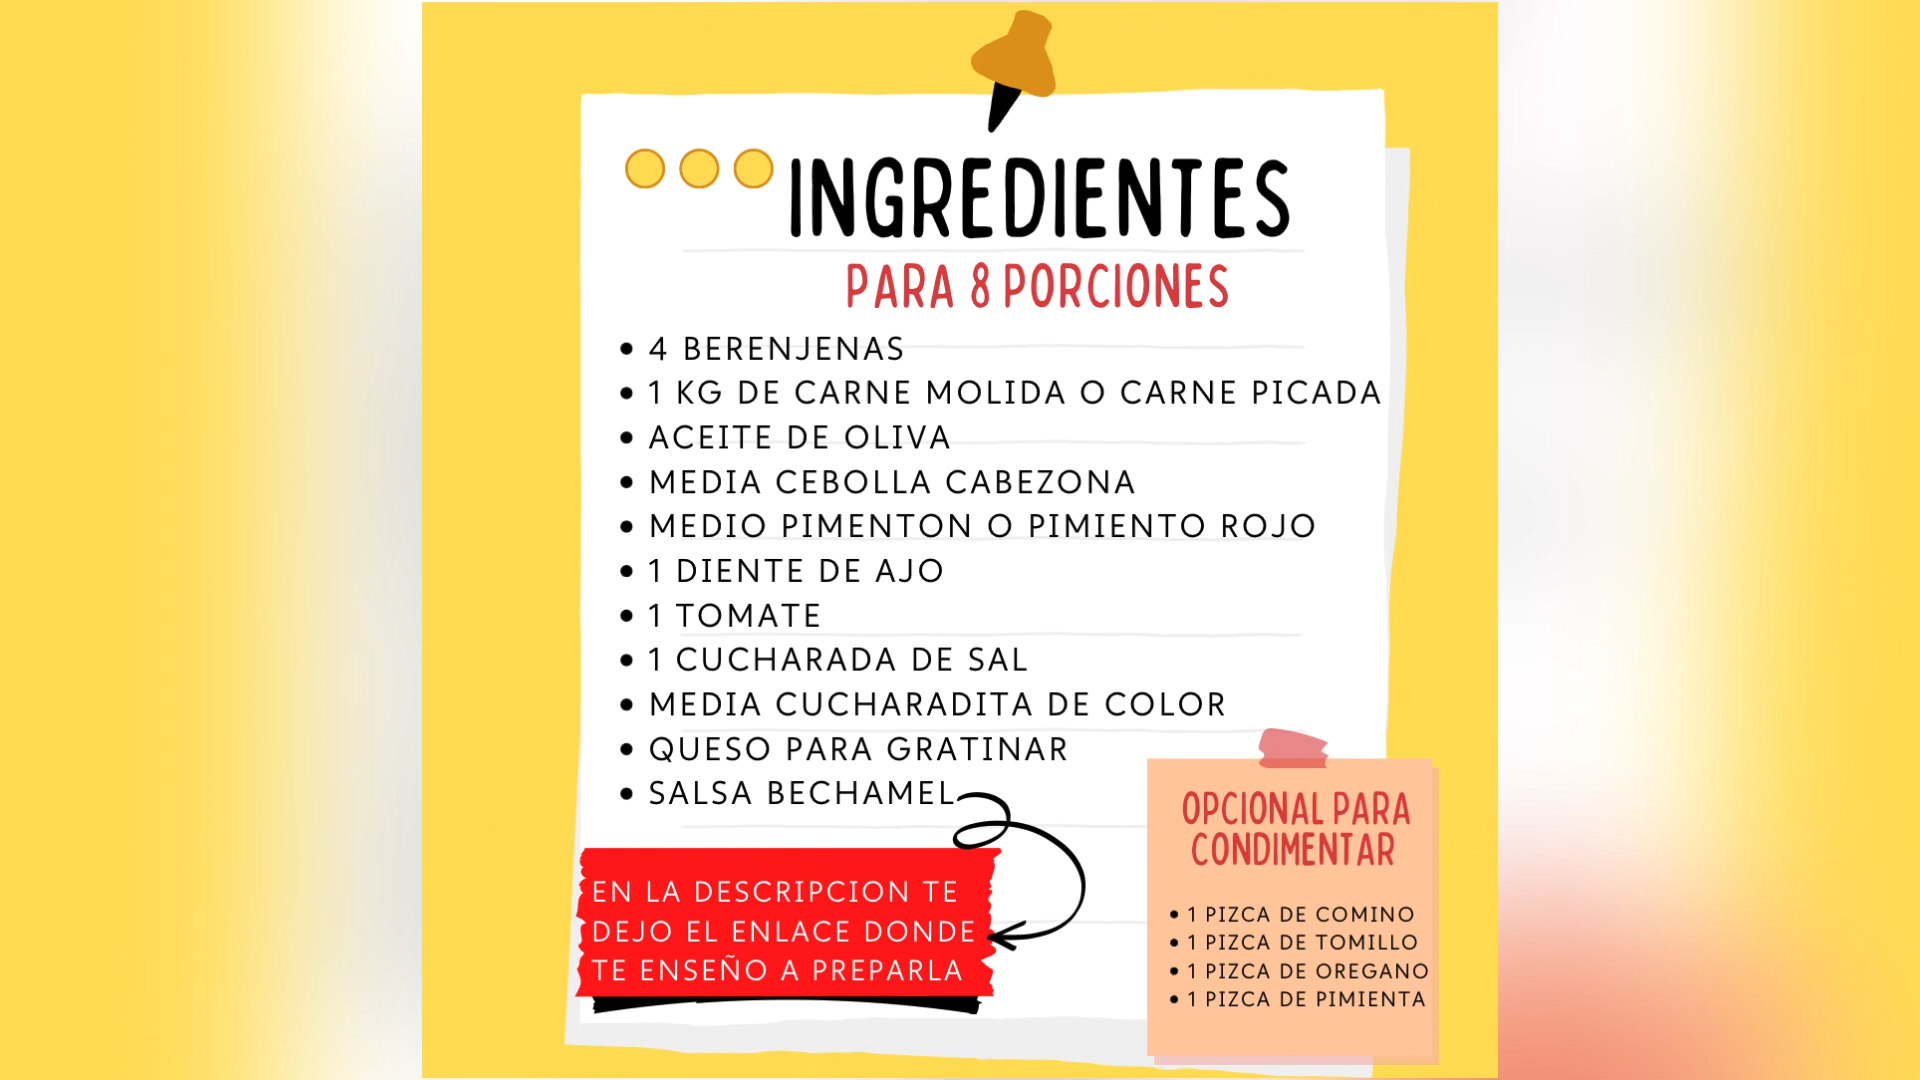 INGREDIENTES
PARA 8 PORCIONES
4 BERENJENAS
1 KG DE CARNE MOLIDA O CARNE PICADA
ACEITE DE OLIVA
MEDIA CEBOLLA CABEZONA
MEDIO PIMENTON O PIMIENTO ROJO
1 DIENTE DE AJO
1 TOMATE
1 CUCHARADA DE SAL
MEDIA CUCHARADITA DE COLOR
QUESO PARA GRATINAR
SALSA BECHAMEL
EN LA DESCRIPCION TE
DEJO EL ENLACE DONDE
TE ENSEÑO A PREPARLA
OPCIONAL PARA
CONDIMENTAR
1 PIZCA DE COMINO
1 PIZCA DE TOMILLO
1 PIZCA DE OREGANO
1 PIZCA DE PIMIENTA